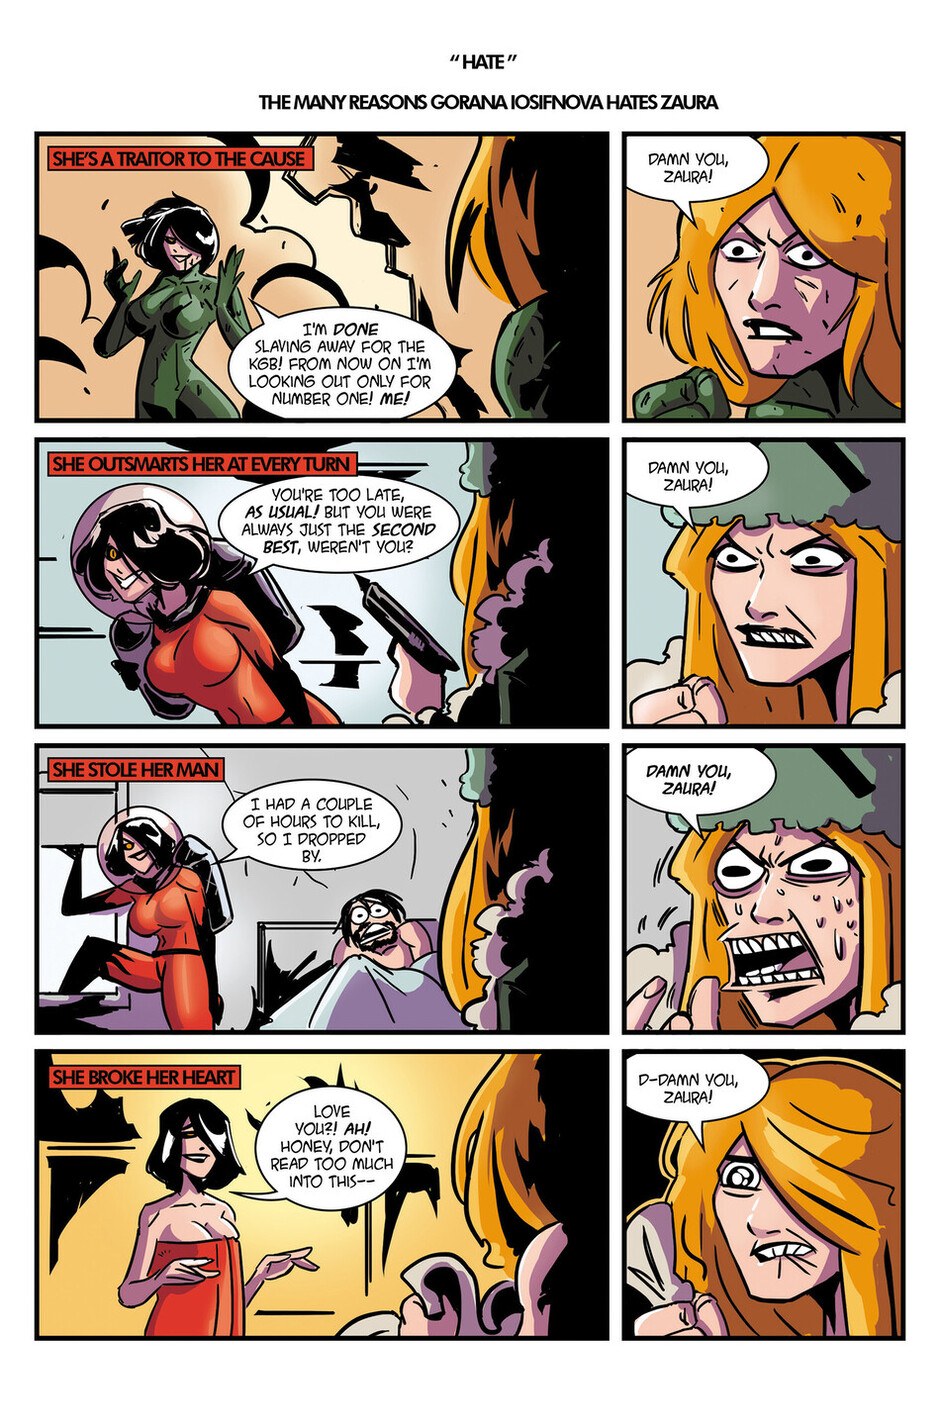 “HATE”
THE MANY REASONS GORANA IOSIFNOVA HATES ZAURA
SHE'S A TRAITOR TO THE CAUSE
I'M DONE
SLAVING AWAY FOR THE
KGB! FROM NOW ON I'M
LOOKING OUT ONLY FOR
NUMBER ONE! ME!
DAMN YOU,
ZAURA!
SHE OUTSMARTS HER AT EVERY TURN
YOU'RE TOO LATE,
AS USUAL! BUT YOU WERE
ALWAYS JUST THE SECOND
BEST, WEREN'T YOU?
DAMN YOU,
ZAURA!
SHE STOLE HER MAN
I HAD A COUPLE
OF HOURS TO KILL,
SO I DROPPED
BY.
DAMN YOU,
ZAURA!
SHE BROKE HER HEART
LOVE
YOU?! AH!
HONEY, DON'T
READ TOO MUCH
INTO THIS--
D-DAMN YOU,
ZAURA!